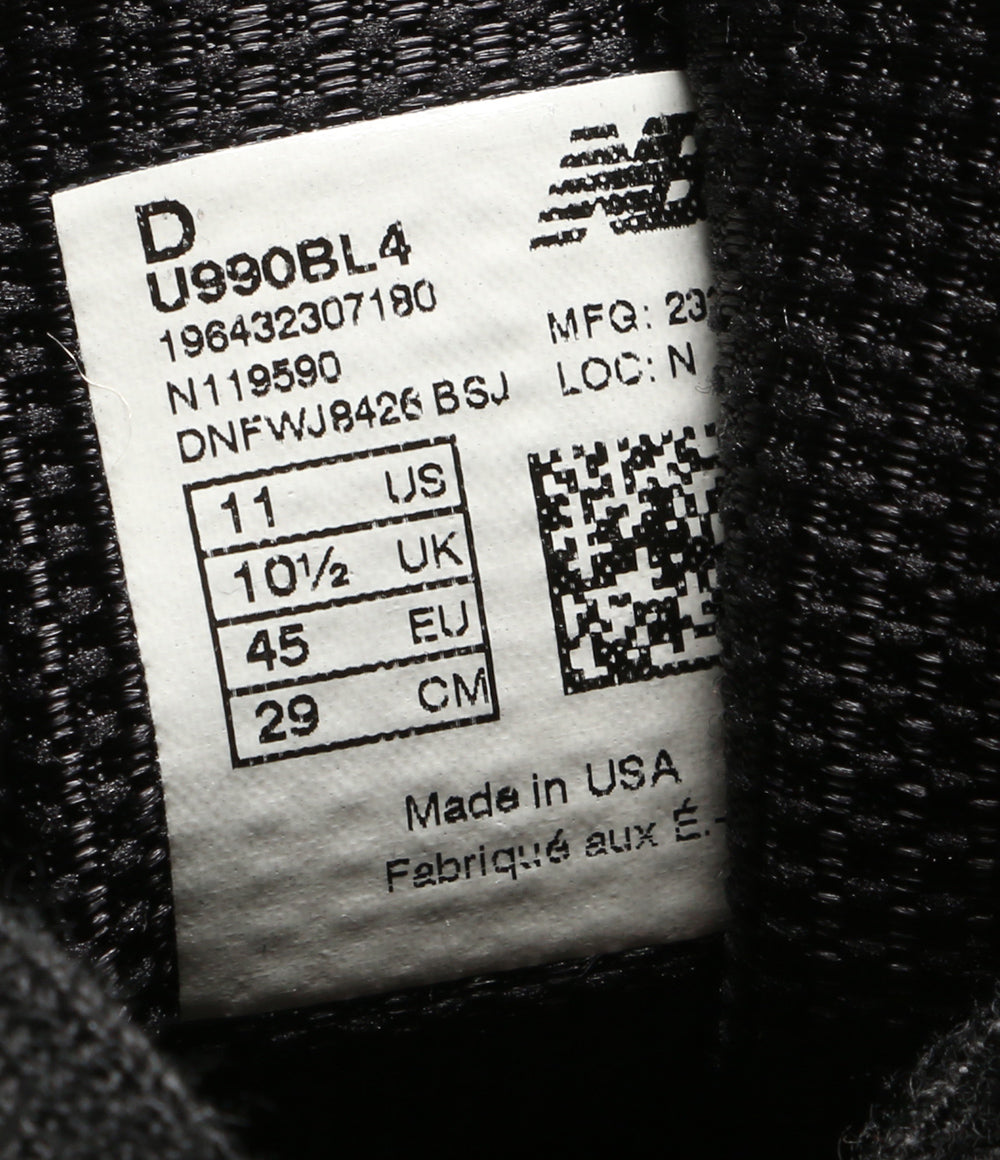 D
U990BL4
196432307180
N119590
DNFWJ8426 BSJ
MFG: 23
LOC: N
11 US
10½ UK
45 EU
29 CM
Made in USA
Fabriqué aux É.-